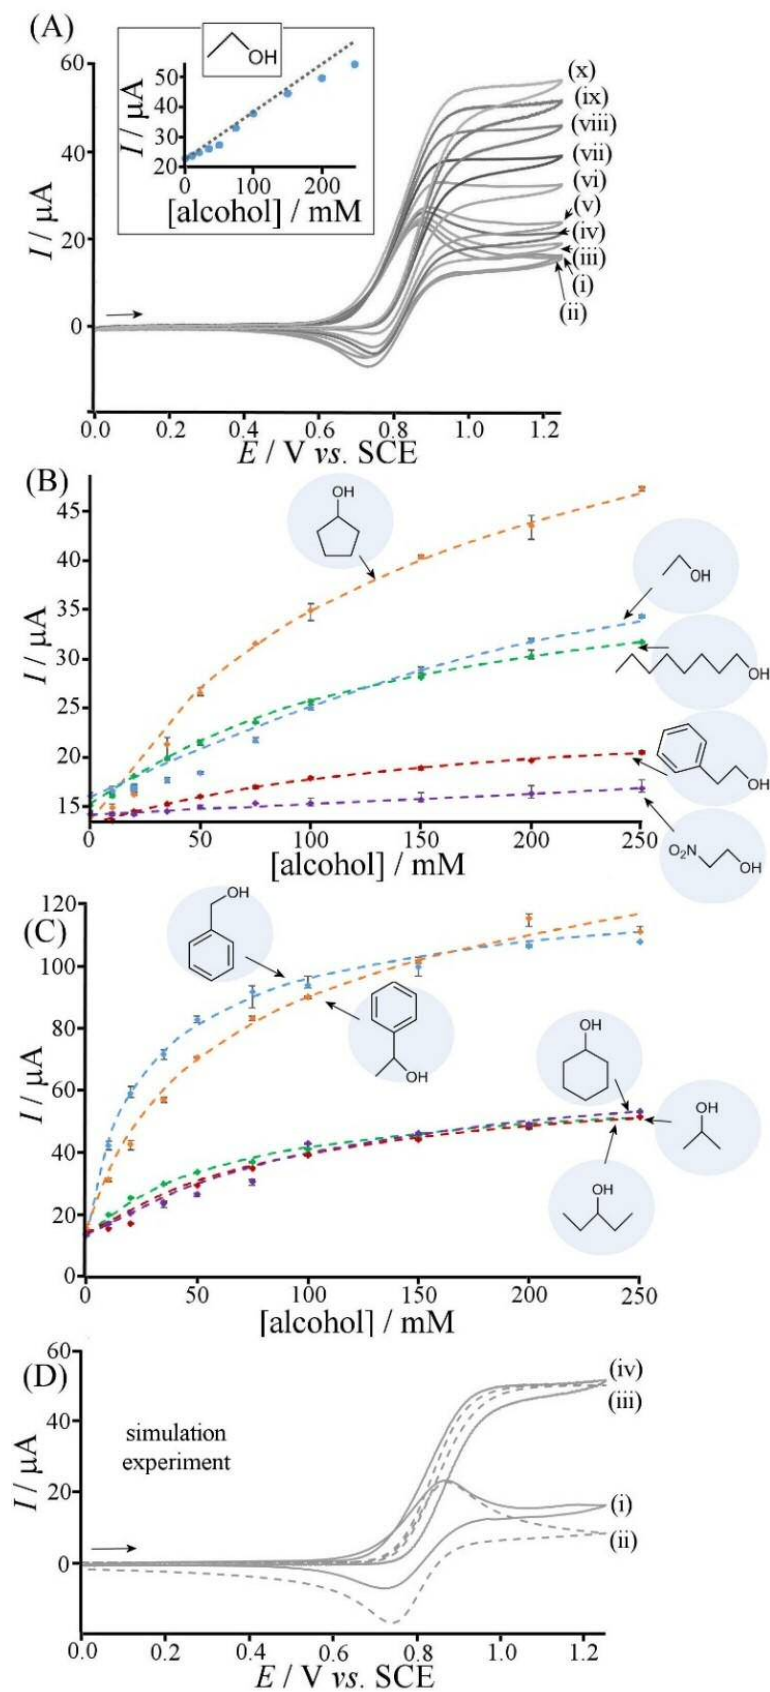 (A)
OH
I / μA
50
40
30
20
0
100
200
[alcohol] / mM
60
40
20
0
I / μA
(x)
(ix)
(viii)
(vii)
(vi)
(v)
(iv)
(iii)
(i)
(ii)
0.0 0.2 0.4 0.6 0.8 1.0 1.2
E / V vs. SCE
(B)
45
40
35
30
25
20
15
I / μA
OH
OH
OH
OH
O₂N OH
0 50 100 150 200 250
[alcohol] / mM
(C)
120
100
80
60
40
20
0
I / μA
OH
OH
OH
OH
OH
0 50 100 150 200 250
[alcohol] / mM
(D)
60
40
20
0
I / μA
simulation
experiment
(iv)
(iii)
(i)
(ii)
0.0 0.2 0.4 0.6 0.8 1.0 1.2
E / V vs. SCE